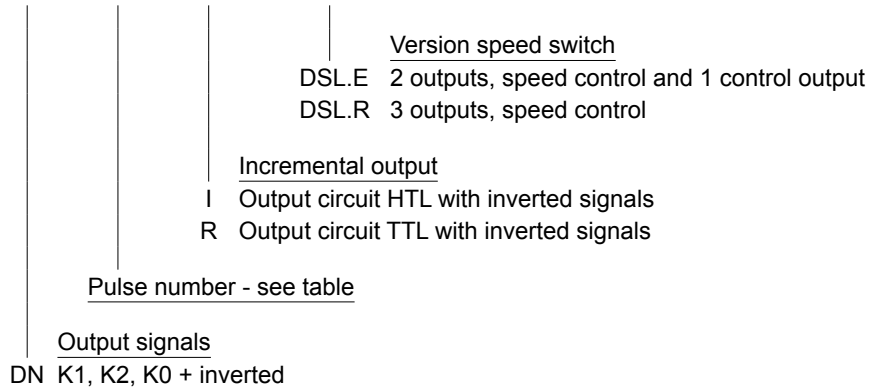 Version speed switch
DSL.E 2 outputs, speed control and 1 control output
DSL.R 3 outputs, speed control
Incremental output
I Output circuit HTL with inverted signals
R Output circuit TTL with inverted signals
Pulse number - see table
Output signals
DN K1, K2, K0 + inverted